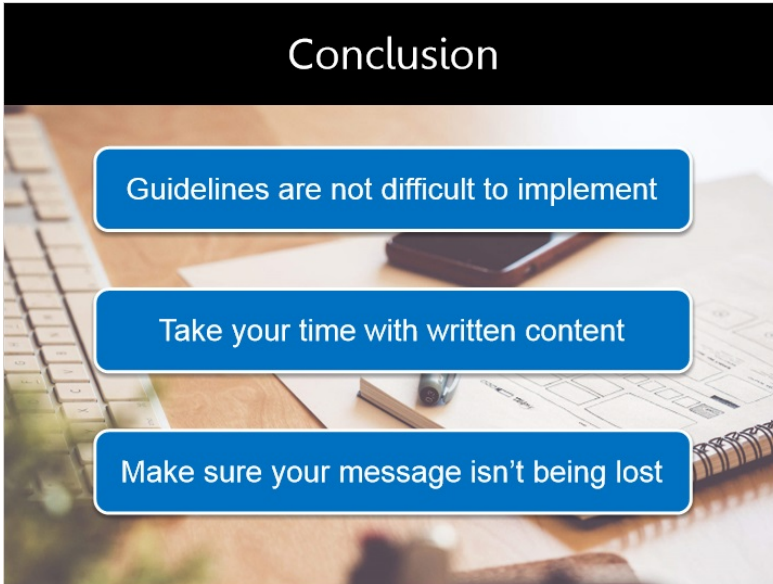 Conclusion
Guidelines are not difficult to implement
Take your time with written content
Make sure your message isn’t being lost